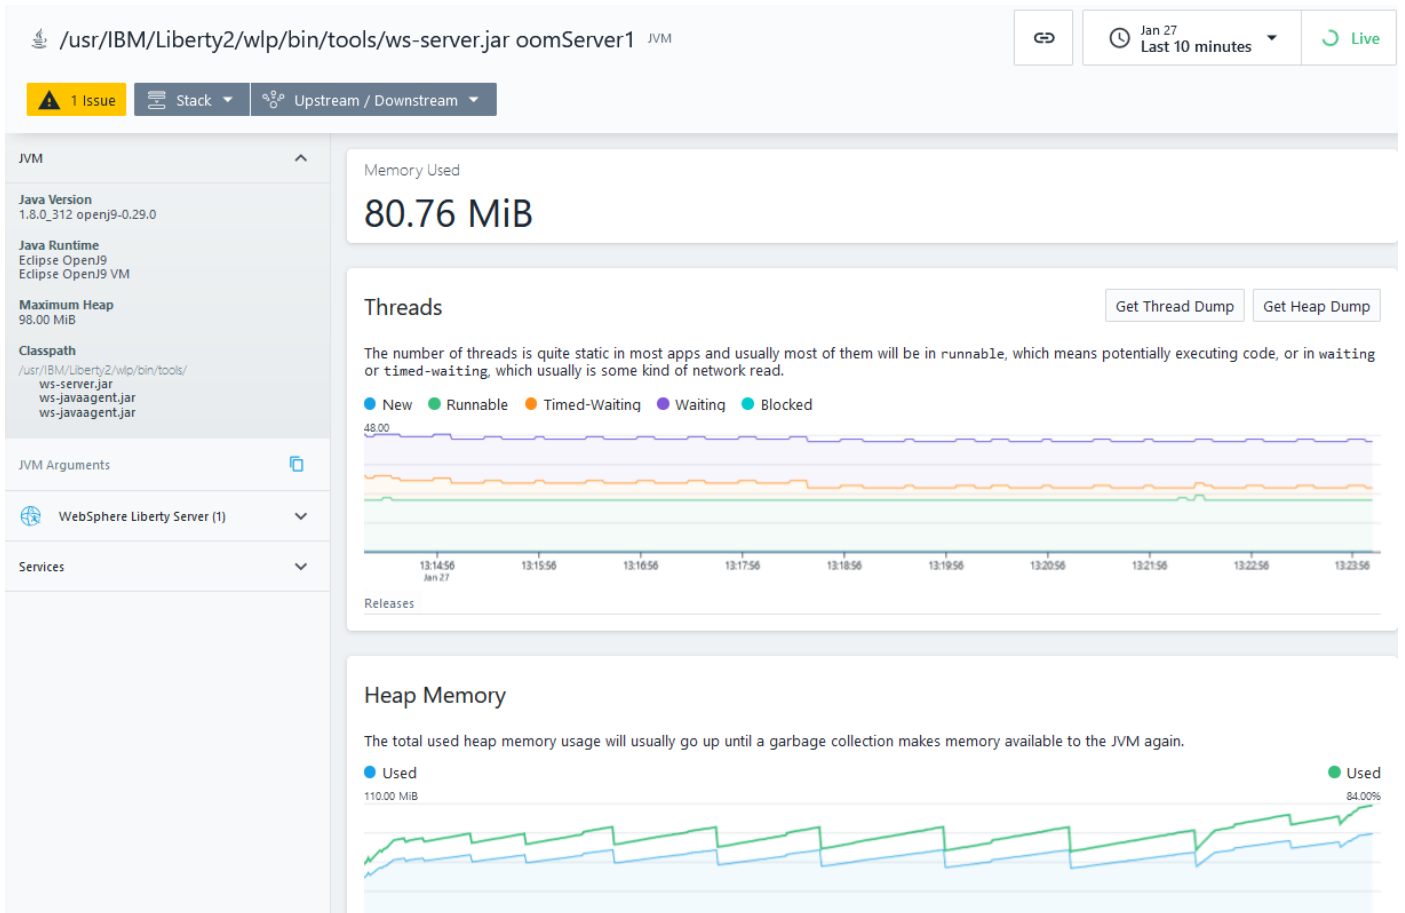 /usr/IBM/Liberty2/wlp/bin/tools/ws-server.jar oomServer1 JVM
Jan 27
Last 10 minutes
Live
1 Issue
Stack
Upstream / Downstream
JVM
Java Version
1.8.0_312 openj9-0.29.0
Java Runtime
Eclipse OpenJ9
Eclipse OpenJ9 VM
Maximum Heap
98.00 MiB
Classpath
/usr/IBM/Liberty2/wlp/bin/tools/
ws-server.jar
ws-javaagent.jar
ws-javaagent.jar
JVM Arguments
WebSphere Liberty Server (1)
Services
Memory Used
80.76 MiB
Threads
Get Thread Dump
Get Heap Dump
The number of threads is quite static in most apps and usually most of them will be in runnable, which means potentially executing code, or in waiting
or timed-waiting, which usually is some kind of network read.
New Runnable Timed-Waiting Waiting Blocked
48.00
13:14:56 13:15:56 13:16:56 13:17:56 13:18:56 13:19:56 13:20:56 13:21:56 13:22:56 13:23:56
Jan 27
Releases
Heap Memory
The total used heap memory usage will usually go up until a garbage collection makes memory available to the JVM again.
Used Used
110.00 MiB 84.00%